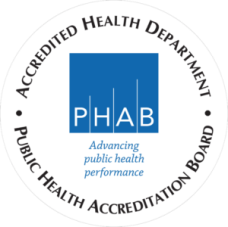 ACCREDITED HEALTH DEPARTMENT
PHAB
Advancing
public health
performance
• PUBLIC HEALTH ACCREDITATION BOARD •